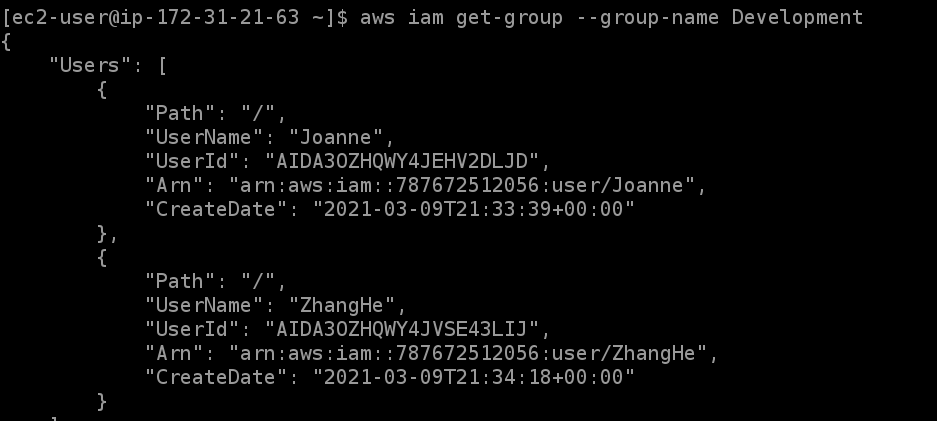 [ec2-user@ip-172-31-21-63 ~]$ aws iam get-group --group-name Development
{
    "Users": [
        {
            "Path": "/",
            "UserName": "Joanne",
            "UserId": "AIDA3OZHQWY4JEHV2DLJD",
            "Arn": "arn:aws:iam::787672512056:user/Joanne",
            "CreateDate": "2021-03-09T21:33:39+00:00"
        },
        {
            "Path": "/",
            "UserName": "ZhangHe",
            "UserId": "AIDA3OZHQWY4JVSE43LIJ",
            "Arn": "arn:aws:iam::787672512056:user/ZhangHe",
            "CreateDate": "2021-03-09T21:34:18+00:00"
        }